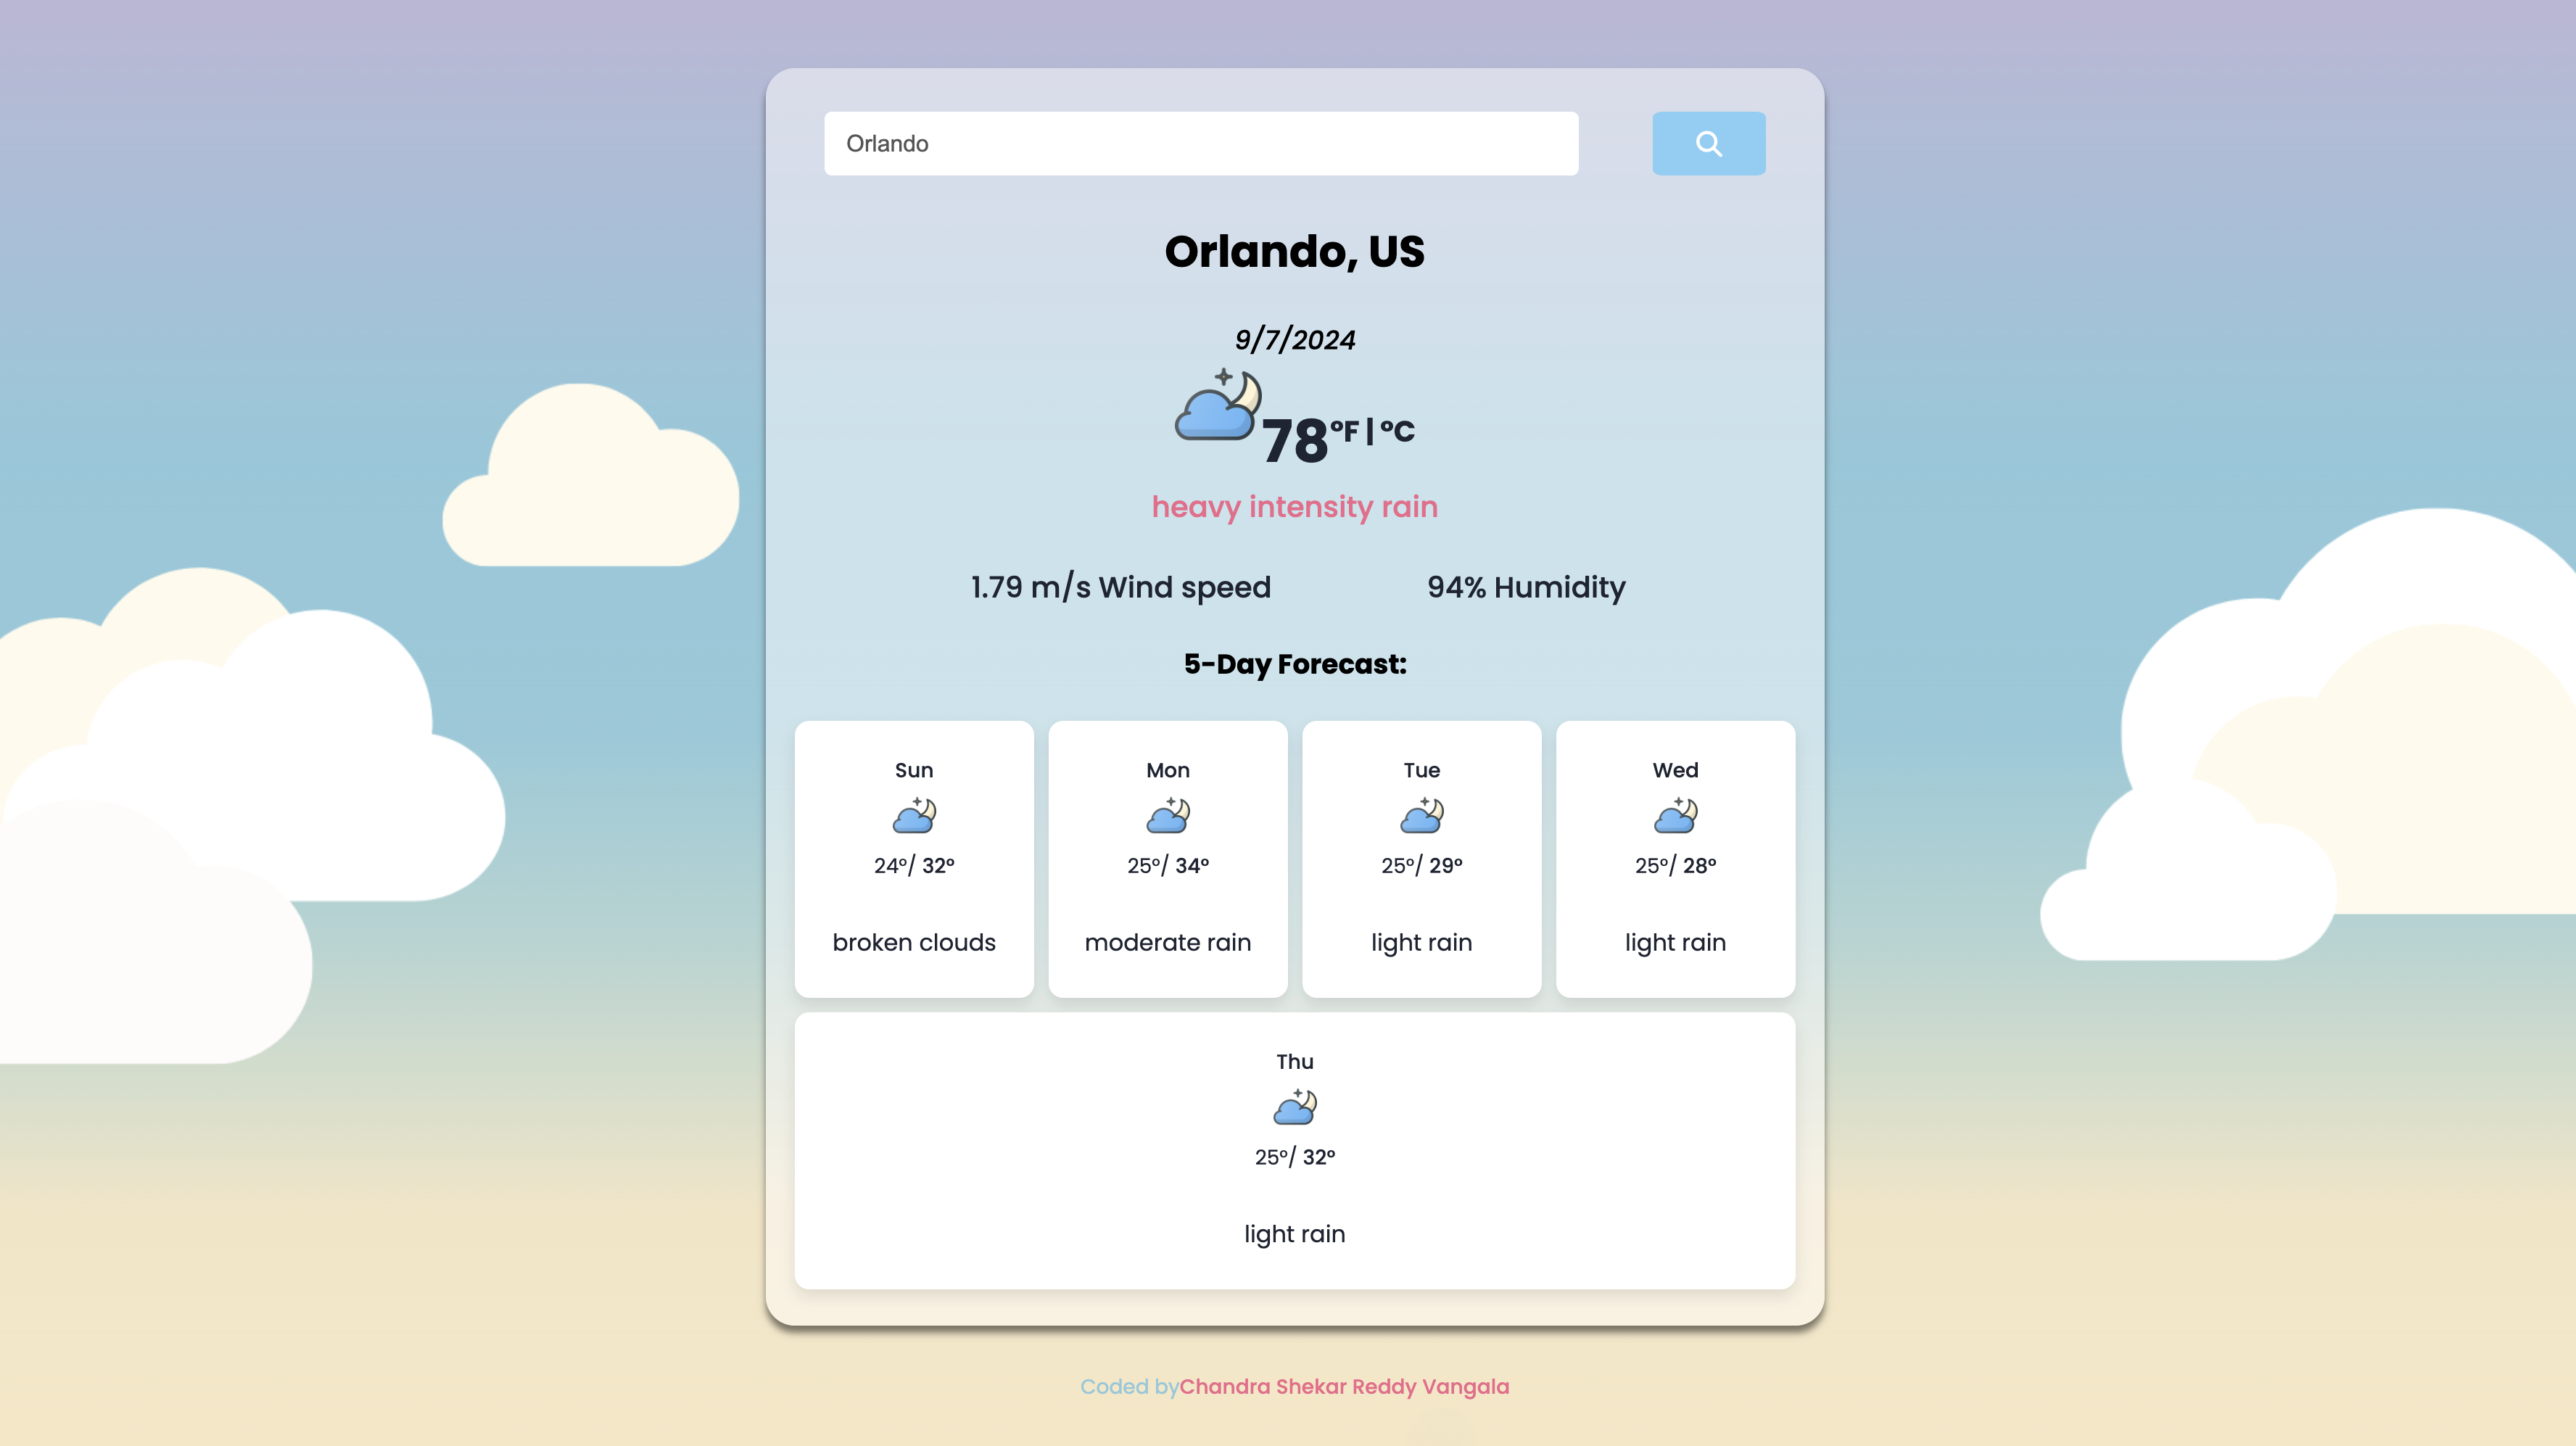 Orlando
Orlando, US
9/7/2024
78°F | °C
heavy intensity rain
1.79 m/s Wind speed 94% Humidity
5-Day Forecast:
Sun
24°/ 32°
broken clouds
Mon
25°/ 34°
moderate rain
Tue
25°/ 29°
light rain
Wed
25°/ 28°
light rain
Thu
25°/ 32°
light rain
Coded byChandra Shekar Reddy Vangala